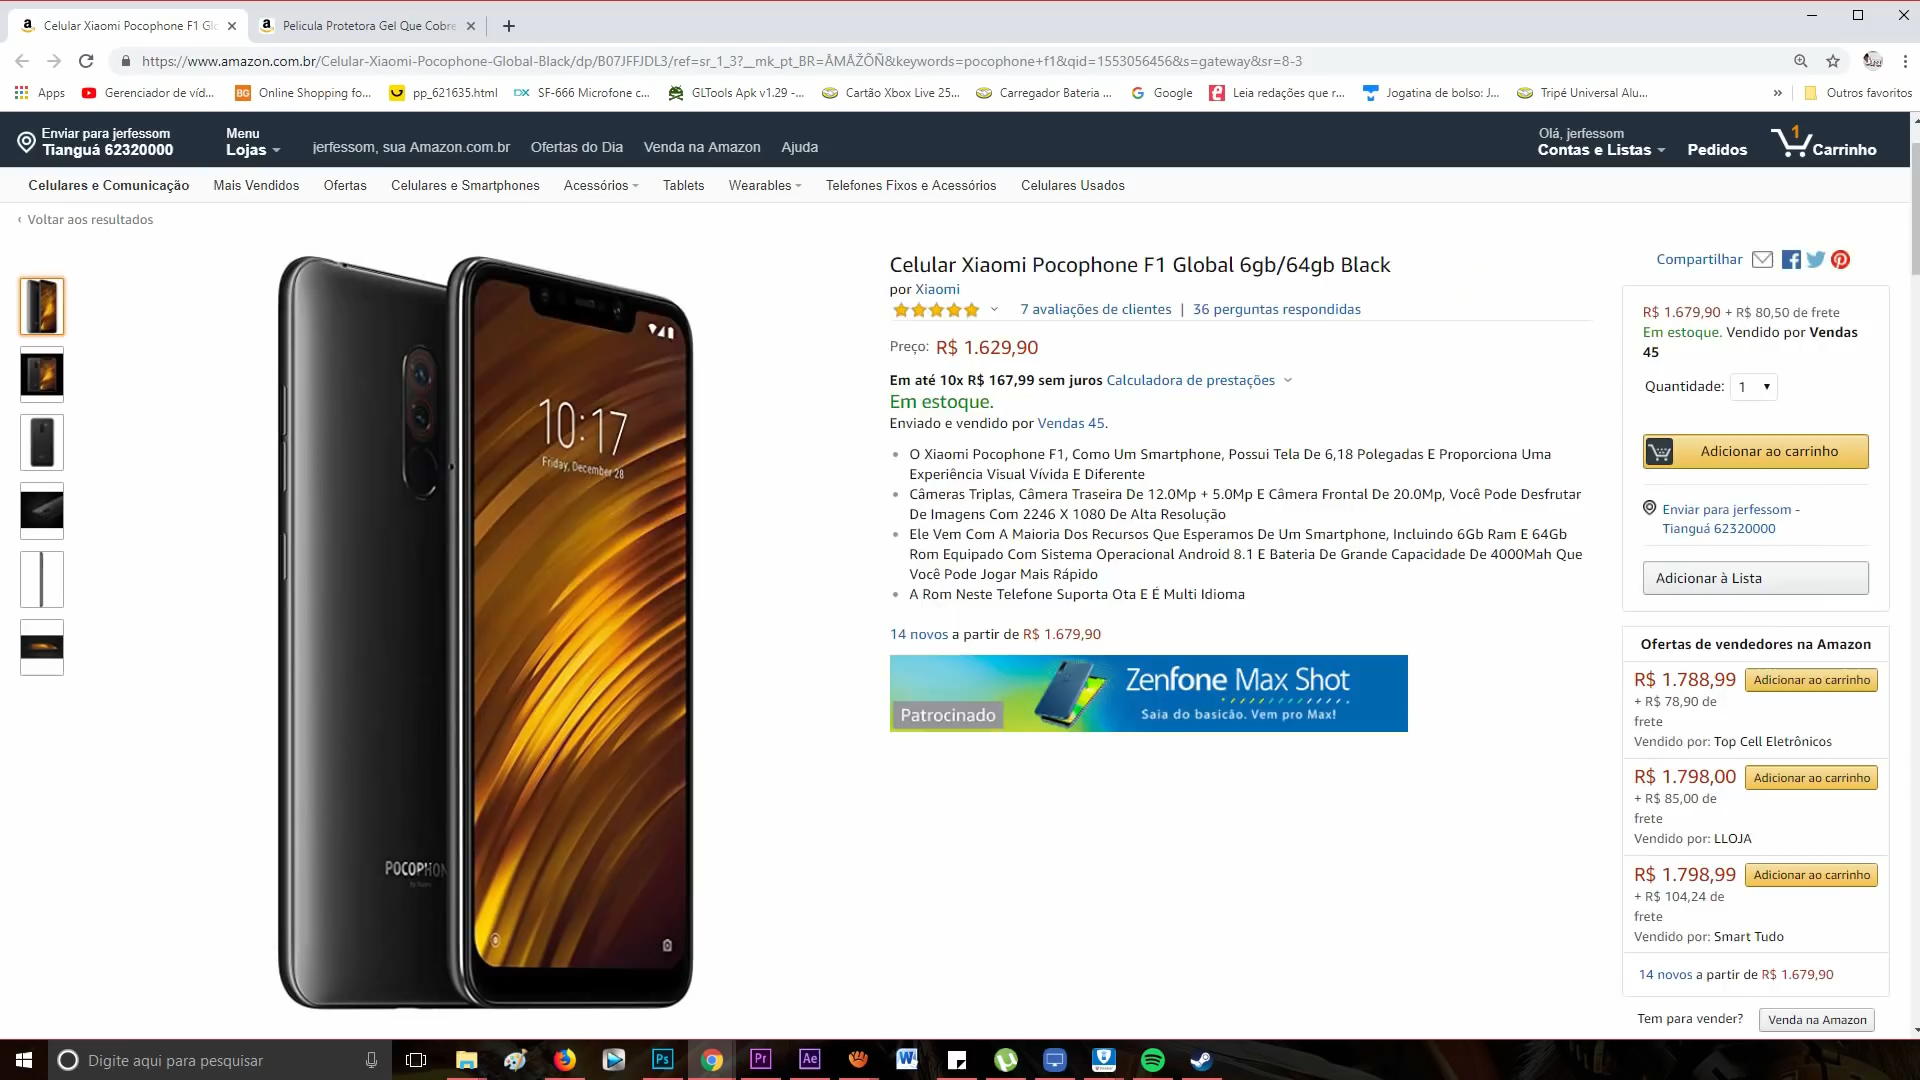 Celular Xiaomi Pocophone F1 Glo
Pelicula Protetora Gel Que Cobre
https://www.amazon.com.br/Celular-Xiaomi-Pocophone-Global-Black/dp/B07JFFJDL3/ref=sr_1_3?__mk_pt_BR=ÅMÅŽÕÑ&keywords=pocophone+f1&qid=1553056456&s=gateway&sr=8-3
Apps
Gerenciador de víd...
Online Shopping fo...
pp_621635.html
SF-666 Microfone c...
GLTools Apk v1.29 -...
Cartão Xbox Live 25...
Carregador Bateria ...
Google
Leia redações que r...
Jogatina de bolso: J...
Tripé Universal Alu...
»
Outros favoritos
Enviar para jerfessom
Tianguá 62320000
Menu
Lojas
jerfessom, sua Amazon.com.br
Ofertas do Dia
Venda na Amazon
Ajuda
Olá, jerfessom
Contas e Listas
Pedidos
1
Carrinho
Celulares e Comunicação
Mais Vendidos
Ofertas
Celulares e Smartphones
Acessórios
Tablets
Wearables
Telefones Fixos e Acessórios
Celulares Usados
‹ Voltar aos resultados
10:17
Friday, December 28
POCOPHON
Celular Xiaomi Pocophone F1 Global 6gb/64gb Black
por Xiaomi
7 avaliações de clientes | 36 perguntas respondidas
Preço: R$ 1.629,90
Em até 10x R$ 167,99 sem juros Calculadora de prestações
Em estoque.
Enviado e vendido por Vendas 45.
O Xiaomi Pocophone F1, Como Um Smartphone, Possui Tela De 6,18 Polegadas E Proporciona Uma
Experiência Visual Vívida E Diferente
Câmeras Triplas, Câmera Traseira De 12.0Mp + 5.0Mp E Câmera Frontal De 20.0Mp, Você Pode Desfrutar
De Imagens Com 2246 X 1080 De Alta Resolução
Ele Vem Com A Maioria Dos Recursos Que Esperamos De Um Smartphone, Incluindo 6Gb Ram E 64Gb
Rom Equipado Com Sistema Operacional Android 8.1 E Bateria De Grande Capacidade De 4000Mah Que
Você Pode Jogar Mais Rápido
A Rom Neste Telefone Suporta Ota E É Multi Idioma
14 novos a partir de R$ 1.679,90
Zenfone Max Shot
Saia do basicão. Vem pro Max!
Patrocinado
Compartilhar
R$ 1.679,90 + R$ 80,50 de frete
Em estoque. Vendido por Vendas
45
Quantidade: 1
Adicionar ao carrinho
Enviar para jerfessom -
Tianguá 62320000
Adicionar à Lista
Ofertas de vendedores na Amazon
R$ 1.788,99 Adicionar ao carrinho
+ R$ 78,90 de
frete
Vendido por: Top Cell Eletrônicos
R$ 1.798,00 Adicionar ao carrinho
+ R$ 85,00 de
frete
Vendido por: LLOJA
R$ 1.798,99 Adicionar ao carrinho
+ R$ 104,24 de
frete
Vendido por: Smart Tudo
14 novos a partir de R$ 1.679,90
Tem para vender? Venda na Amazon
Digite aqui para pesquisar
Ps
Pr
Ae